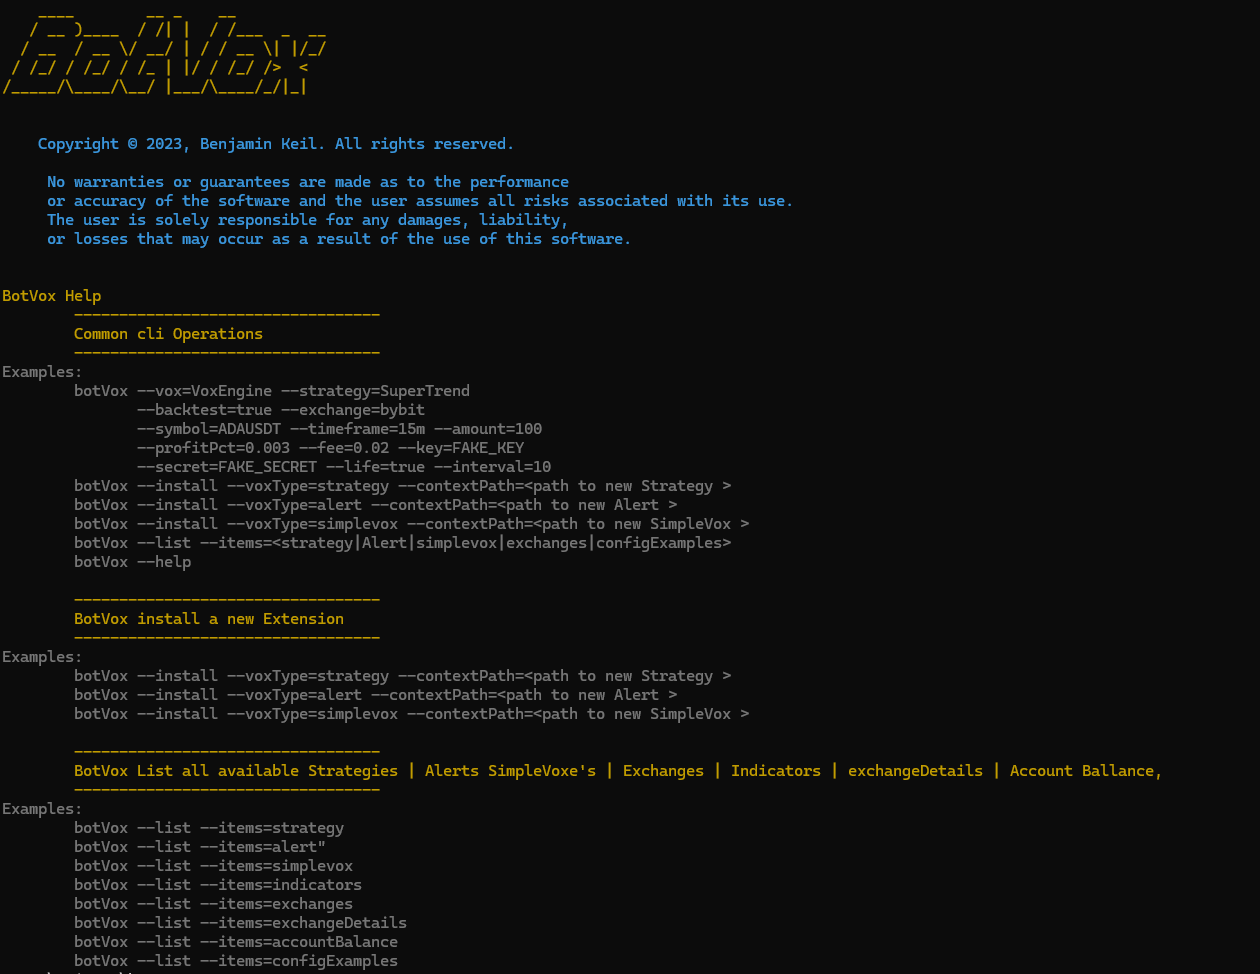 BotVox
Copyright © 2023, Benjamin Keil. All rights reserved.
No warranties or guarantees are made as to the performance
or accuracy of the software and the user assumes all risks associated with its use.
The user is solely responsible for any damages, liability,
or losses that may occur as a result of the use of this software.
BotVox Help
----------------------------------
Common cli Operations
----------------------------------
Examples:
botVox --vox=VoxEngine --strategy=SuperTrend
--backtest=true --exchange=bybit
--symbol=ADAUSDT --timeframe=15m --amount=100
--profitPct=0.003 --fee=0.02 --key=FAKE_KEY
--secret=FAKE_SECRET --life=true --interval=10
botVox --install --voxType=strategy --contextPath=<path to new Strategy >
botVox --install --voxType=alert --contextPath=<path to new Alert >
botVox --install --voxType=simplevox --contextPath=<path to new SimpleVox >
botVox --list --items=<strategy|Alert|simplevox|exchanges|configExamples>
botVox --help
----------------------------------
BotVox install a new Extension
----------------------------------
Examples:
botVox --install --voxType=strategy --contextPath=<path to new Strategy >
botVox --install --voxType=alert --contextPath=<path to new Alert >
botVox --install --voxType=simplevox --contextPath=<path to new SimpleVox >
----------------------------------
BotVox List all available Strategies | Alerts SimpleVoxe's | Exchanges | Indicators | exchangeDetails | Account Ballance,
----------------------------------
Examples:
botVox --list --items=strategy
botVox --list --items=alert"
botVox --list --items=simplevox
botVox --list --items=indicators
botVox --list --items=exchanges
botVox --list --items=exchangeDetails
botVox --list --items=accountBalance
botVox --list --items=configExamples